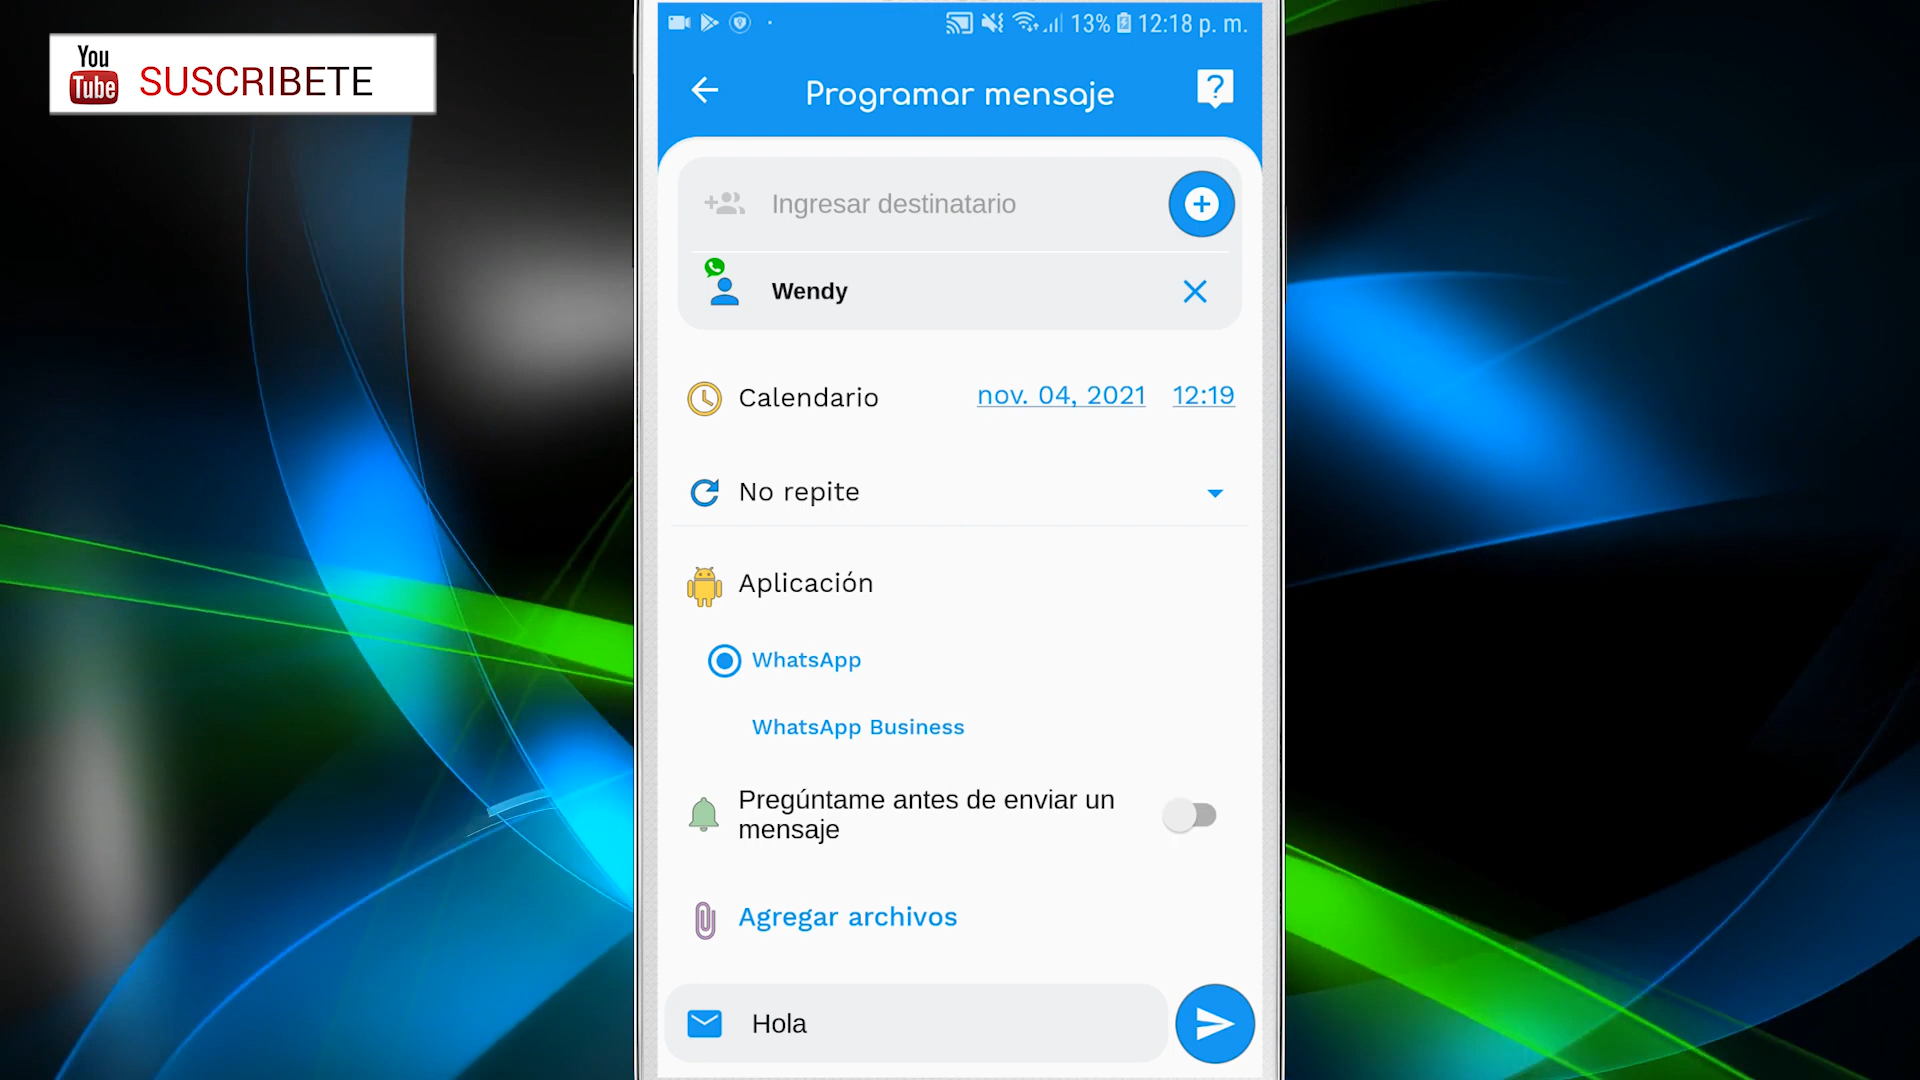 You
Tube
SUSCRIBETE
13% 12:18 p. m.
Programar mensaje
?
Ingresar destinatario
Wendy
Calendario nov. 04, 2021 12:19
No repite
Aplicación
WhatsApp
WhatsApp Business
Pregúntame antes de enviar un
mensaje
Agregar archivos
Hola